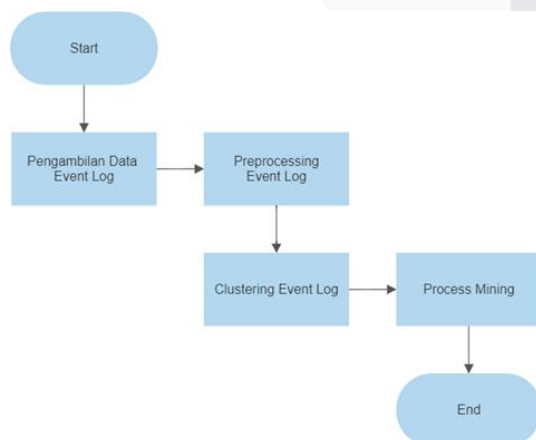 Start
Pengambilan Data
Event Log
Preprocessing
Event Log
Clustering Event Log
Process Mining
End